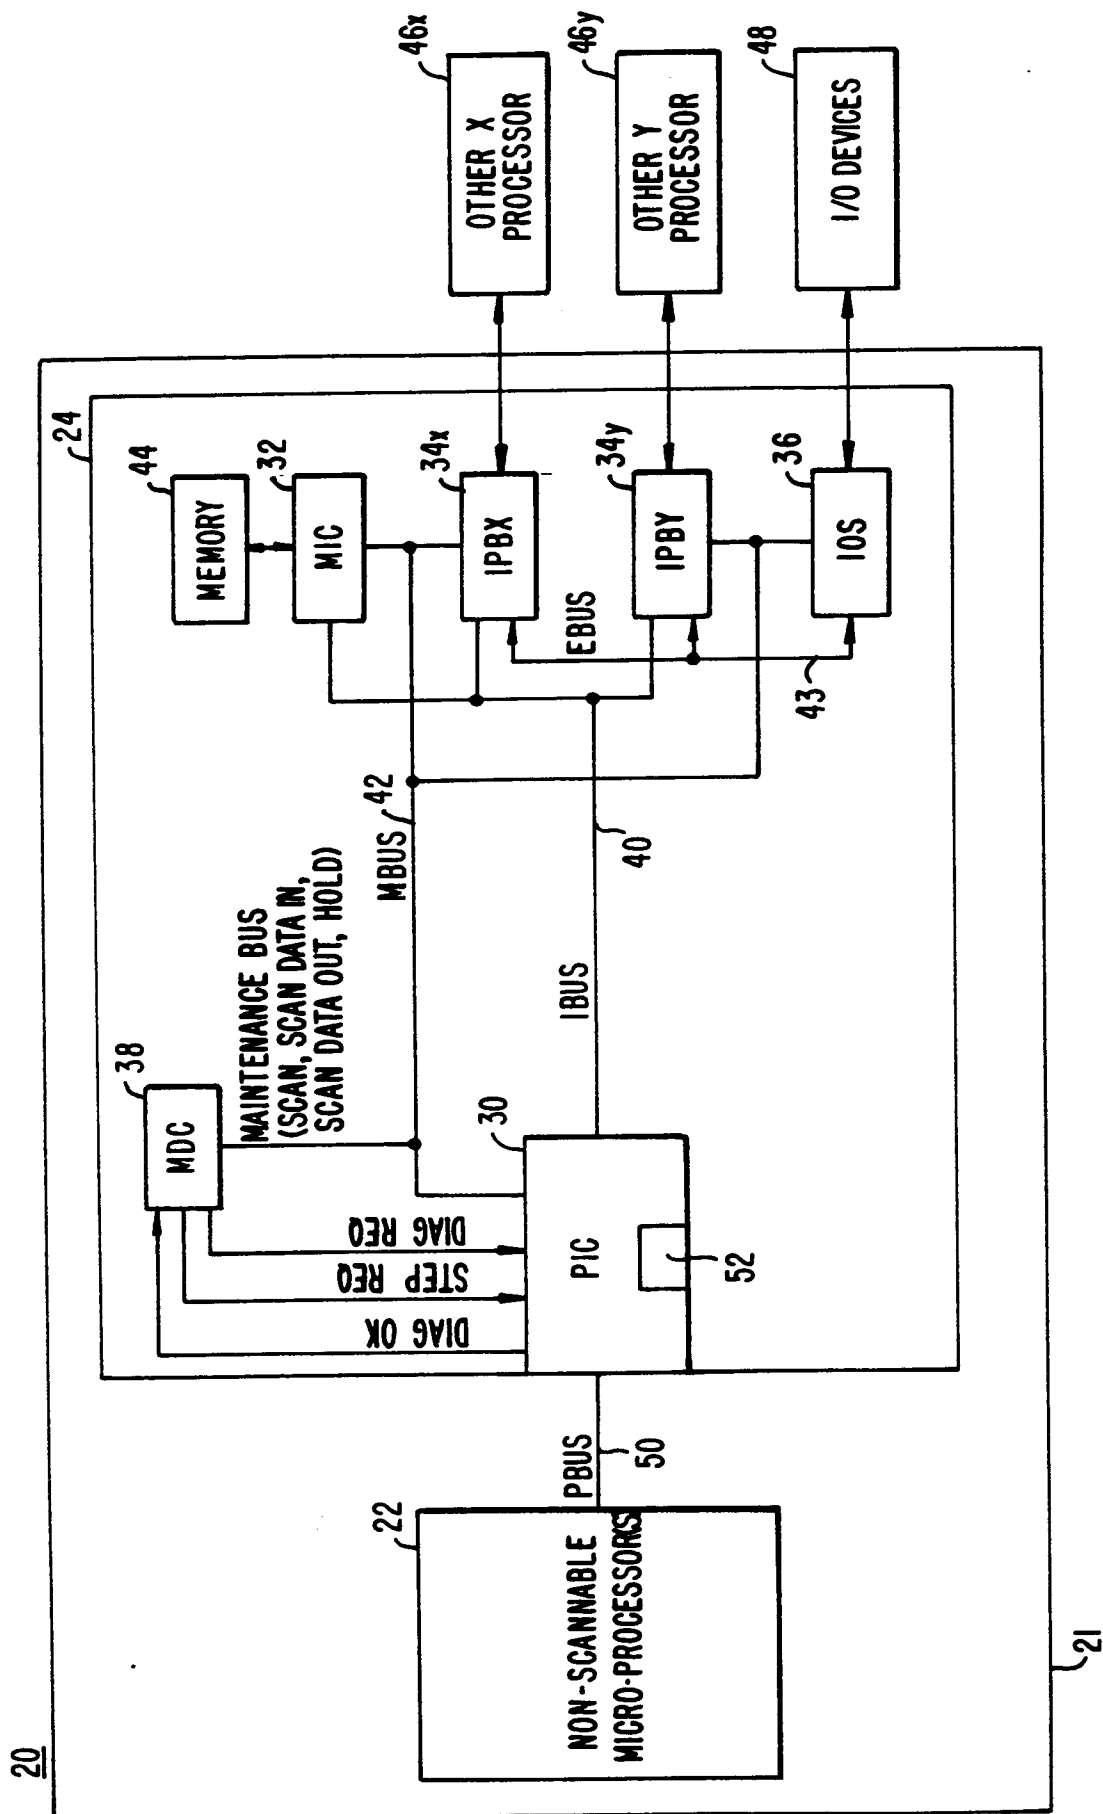 20
21
22
NON-SCANNABLE
MICRO-PROCESSOR(S)
PBUS
50
24
38
MDC
MAINTENANCE BUS
(SCAN, SCAN DATA IN,
SCAN DATA OUT, HOLD)
DIAG REQ
STEP REQ
DIAG OK
30
PIC
52
MBUS
42
IBUS
40
44
MEMORY
32
MIC
34x
IPBX
EBUS
34y
IPBY
43
36
IOS
46x
OTHER X
PROCESSOR
46y
OTHER Y
PROCESSOR
48
I/O DEVICES